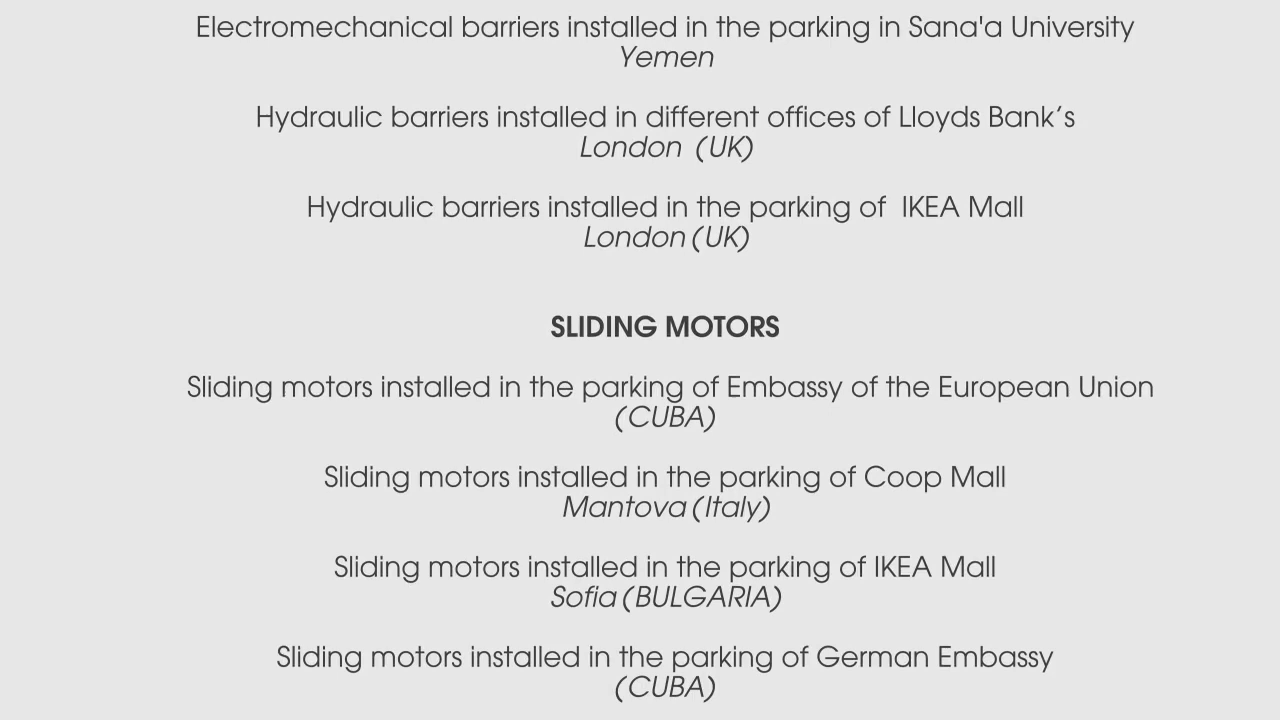 Electromechanical barriers installed in the parking in Sana'a University
Yemen
Hydraulic barriers installed in different offices of Lloyds Bank´s
London (UK)
Hydraulic barriers installed in the parking of IKEA Mall
London (UK)
SLIDING MOTORS
Sliding motors installed in the parking of Embassy of the European Union
(CUBA)
Sliding motors installed in the parking of Coop Mall
Mantova (Italy)
Sliding motors installed in the parking of IKEA Mall
Sofia (BULGARIA)
Sliding motors installed in the parking of German Embassy
(CUBA)